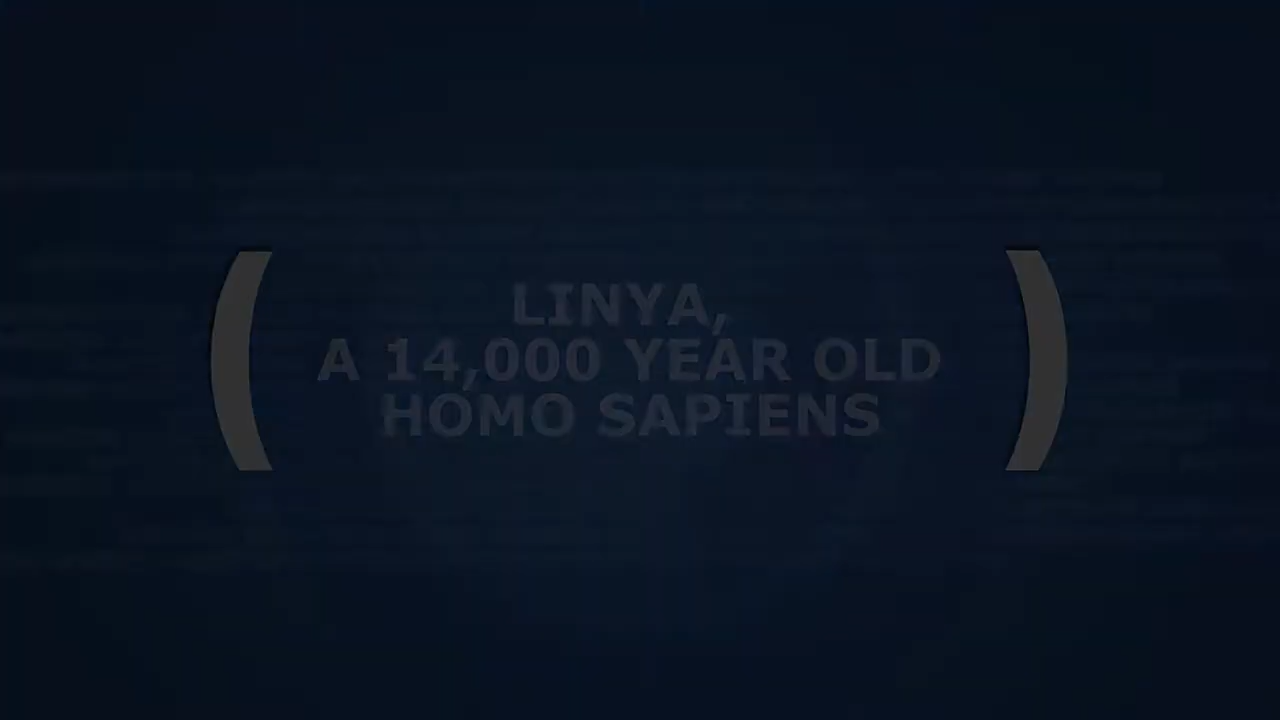 ( LINYA,
A 14,000 YEAR OLD
HOMO SAPIENS )